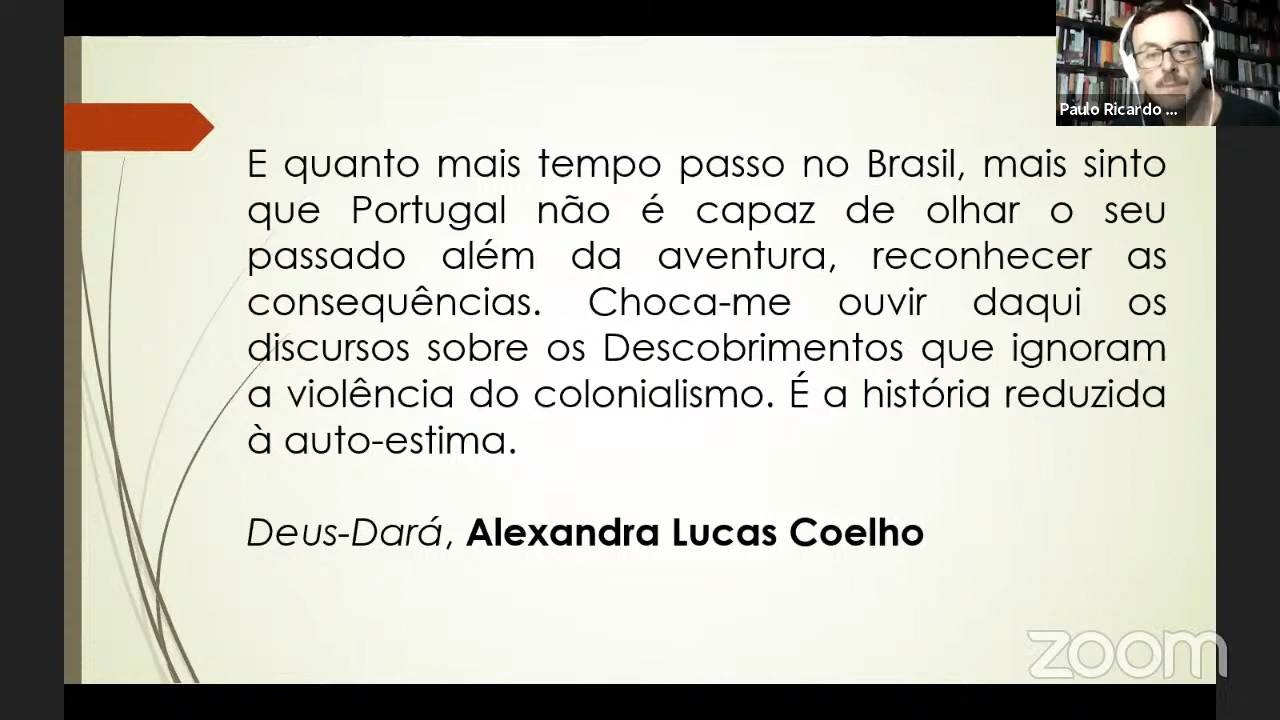 Paulo Ricardo ...
E quanto mais tempo passo no Brasil, mais sinto
que Portugal não é capaz de olhar o seu
passado além da aventura, reconhecer as
consequências. Choca-me ouvir daqui os
discursos sobre os Descobrimentos que ignoram
a violência do colonialismo. É a história reduzida
à auto-estima.
Deus-Dará, Alexandra Lucas Coelho
zoom